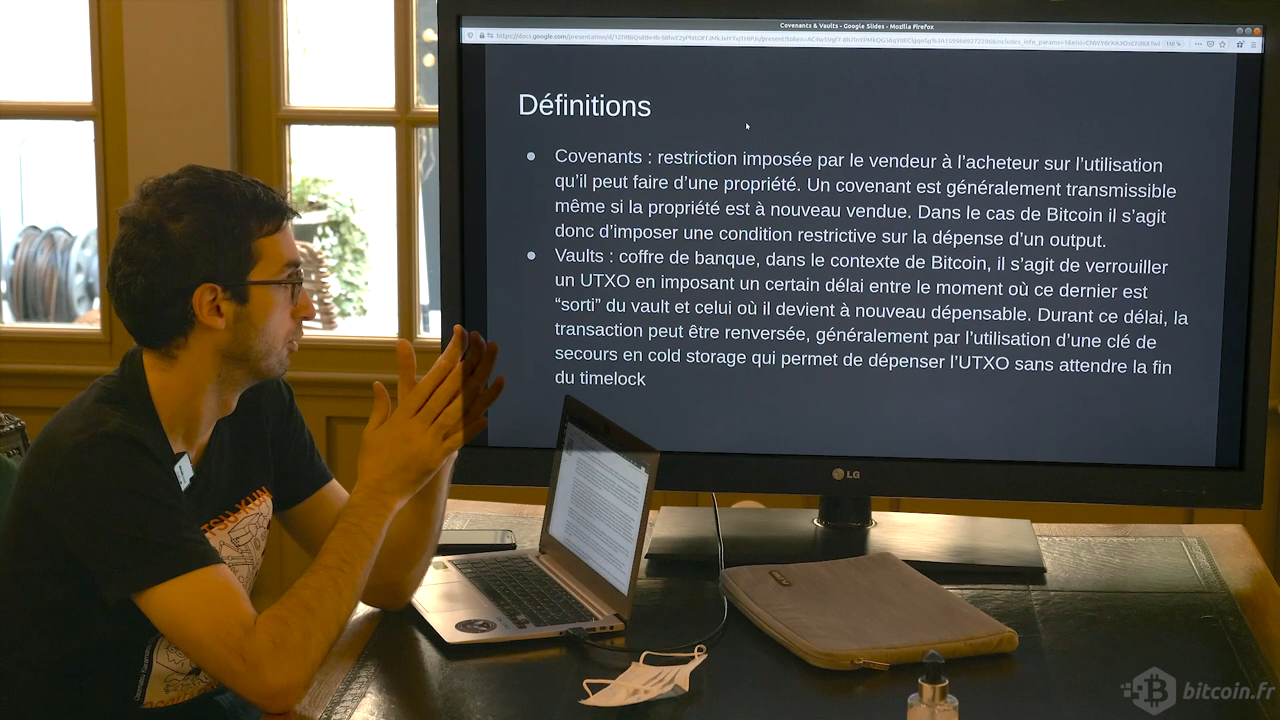 Covenants & Vaults - Google Slides - Mozilla Firefox
150 %
Définitions
Covenants : restriction imposée par le vendeur à l'acheteur sur l'utilisation
qu'il peut faire d'une propriété. Un covenant est généralement transmissible
même si la propriété est à nouveau vendue. Dans le cas de Bitcoin il s'agit
donc d'imposer une condition restrictive sur la dépense d'un output.
Vaults : coffre de banque, dans le contexte de Bitcoin, il s'agit de verrouiller
un UTXO en imposant un certain délai entre le moment où ce dernier est
“sorti” du vault et celui où il devient à nouveau dépensable. Durant ce délai, la
transaction peut être renversée, généralement par l'utilisation d'une clé de
secours en cold storage qui permet de dépenser l'UTXO sans attendre la fin
du timelock
LG
TSU-KUN
bitcoin.fr